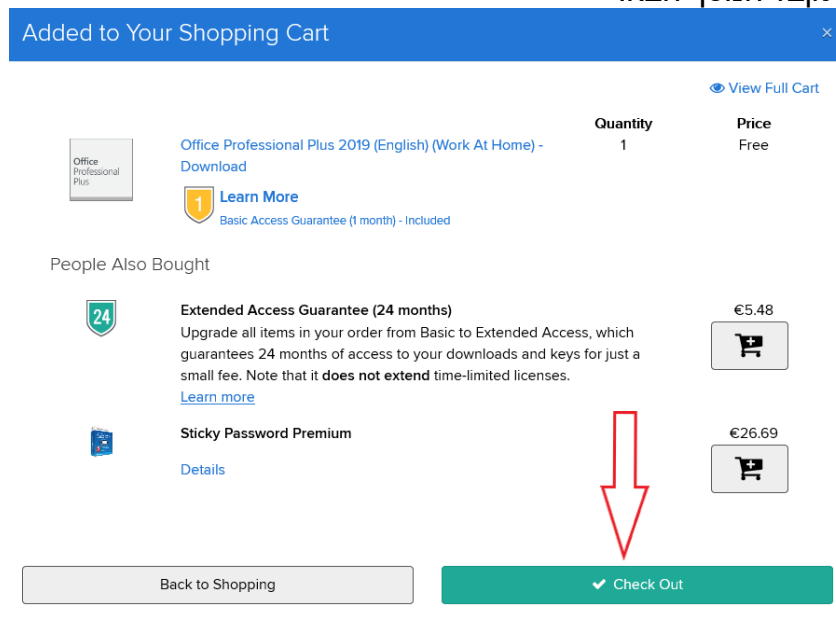 Added to Your Shopping Cart
×
View Full Cart
Quantity
Price
Office Professional Plus 2019 (English) (Work At Home) -
Download
1
Free
Office
Professional
Plus
1
Learn More
Basic Access Guarantee (1 month) - Included
People Also Bought
24
Extended Access Guarantee (24 months)
€5.48
Upgrade all items in your order from Basic to Extended Access, which
guarantees 24 months of access to your downloads and keys for just a
small fee. Note that it does not extend time-limited licenses.
Learn more
Sticky Password Premium
€26.69
Details
Back to Shopping
Check Out